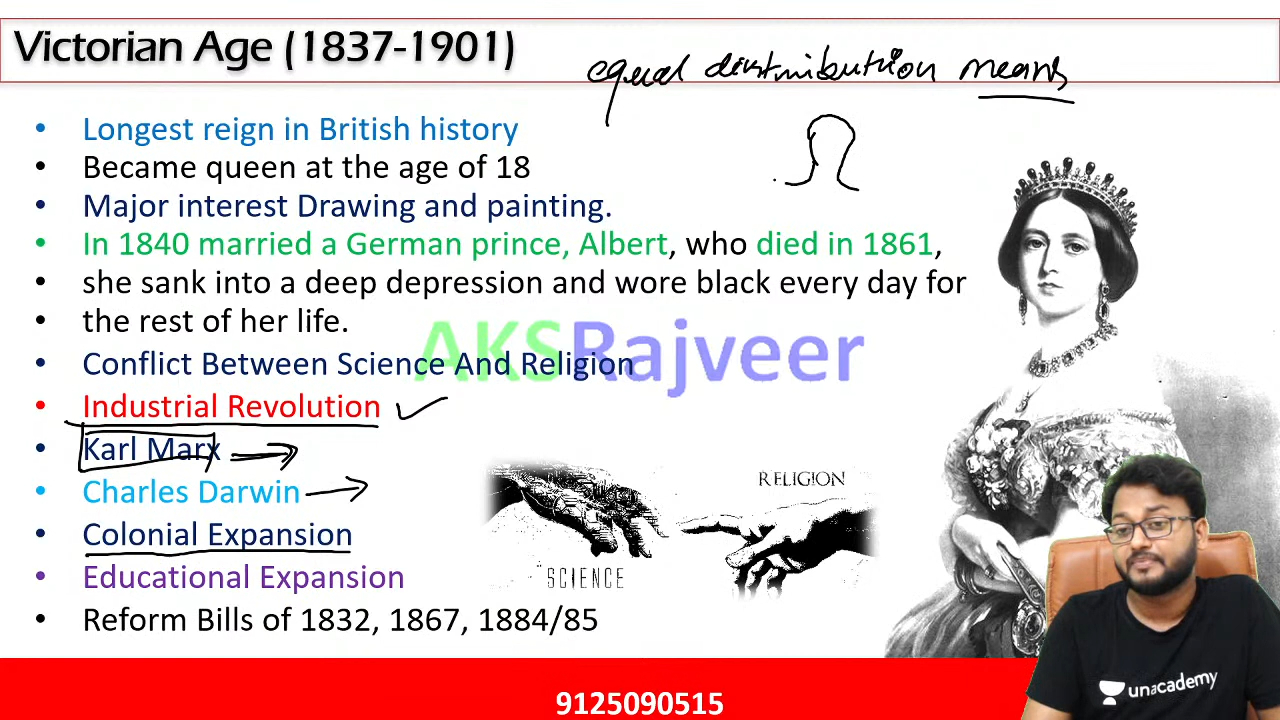 Victorian Age (1837-1901)
equal distribution means
• Longest reign in British history
• Became queen at the age of 18
• Major interest Drawing and painting.
• In 1840 married a German prince, Albert, who died in 1861,
• she sank into a deep depression and wore black every day for
• the rest of her life.
AKSRajveer
• Conflict Between Science And Religion
• Industrial Revolution
• Karl Marx
• Charles Darwin
• Colonial Expansion
• Educational Expansion
• Reform Bills of 1832, 1867, 1884/85
RELIGION
SCIENCE
unacademy
9125090515